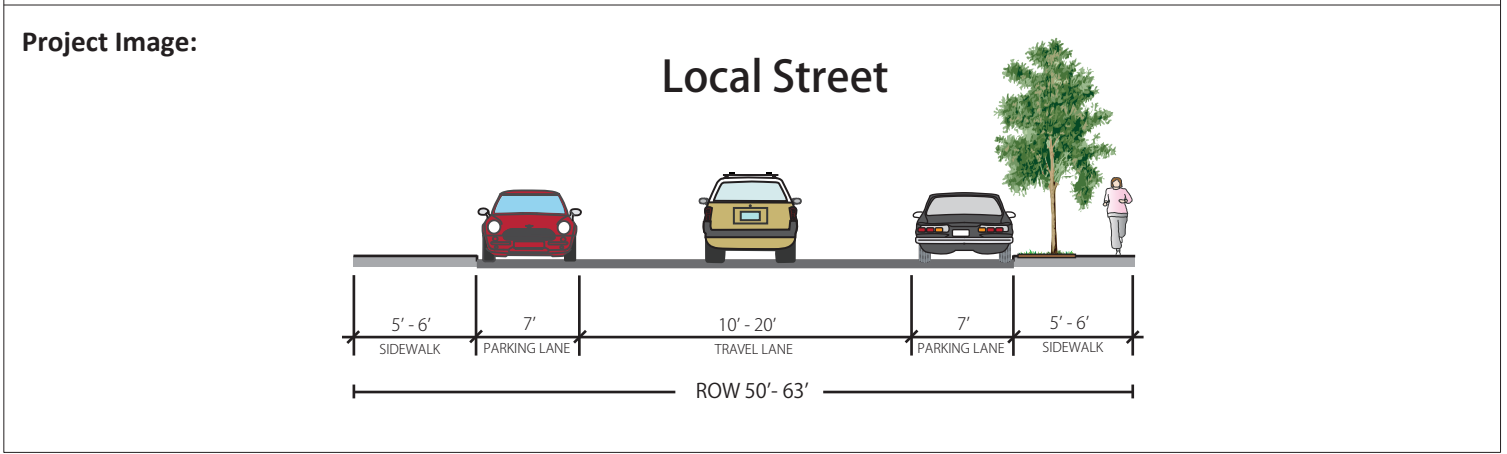 Project Image:
Local Street
5’ - 6’ 7’ 10’ - 20’ 7’ 5’ - 6’
SIDEWALK PARKING LANE TRAVEL LANE PARKING LANE SIDEWALK
ROW 50’- 63’